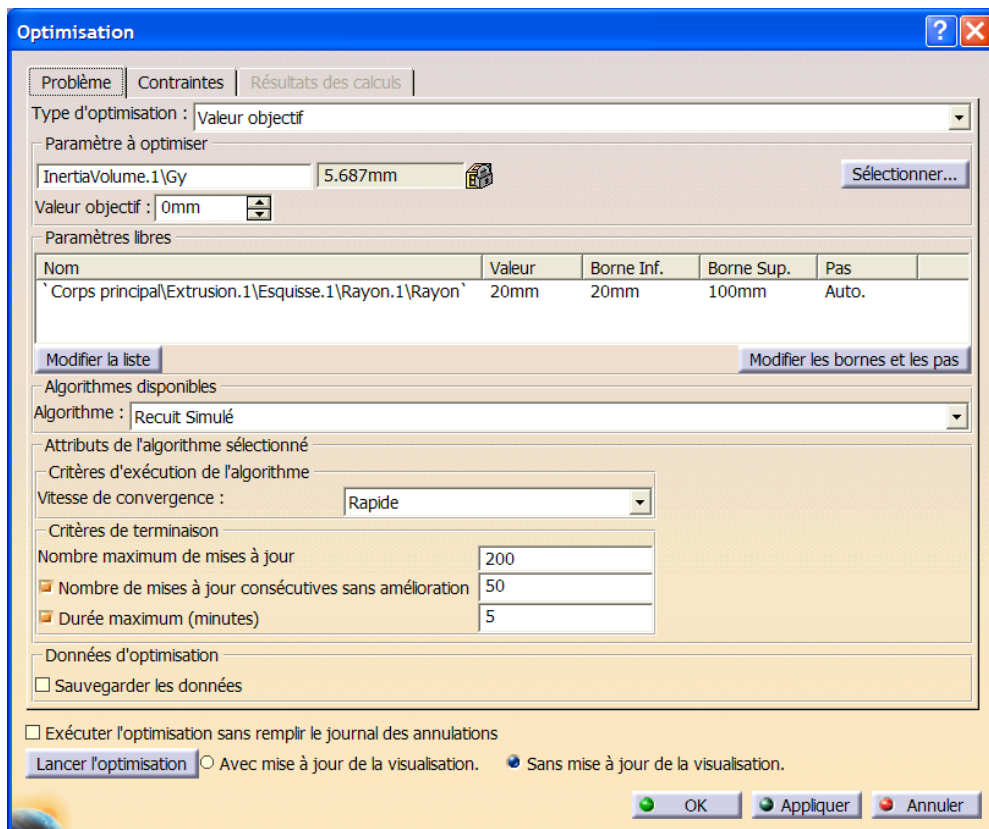 Optimisation
Problème Contraintes Résultats des calculs
Type d'optimisation : Valeur objectif
Paramètre à optimiser
InertiaVolume.1\Gy 5.687mm Sélectionner...
Valeur objectif : 0mm
Paramètres libres
Nom Valeur Borne Inf. Borne Sup. Pas
`Corps principal\Extrusion.1\Esquisse.1\Rayon.1\Rayon` 20mm 20mm 100mm Auto.
Modifier la liste Modifier les bornes et les pas
Algorithmes disponibles
Algorithme : Recuit Simulé
Attributs de l'algorithme sélectionné
Critères d'exécution de l'algorithme
Vitesse de convergence : Rapide
Critères de terminaison
Nombre maximum de mises à jour 200
Nombre de mises à jour consécutives sans amélioration 50
Durée maximum (minutes) 5
Données d'optimisation
Sauvegarder les données
Exécuter l'optimisation sans remplir le journal des annulations
Lancer l'optimisation Avec mise à jour de la visualisation. Sans mise à jour de la visualisation.
OK Appliquer Annuler